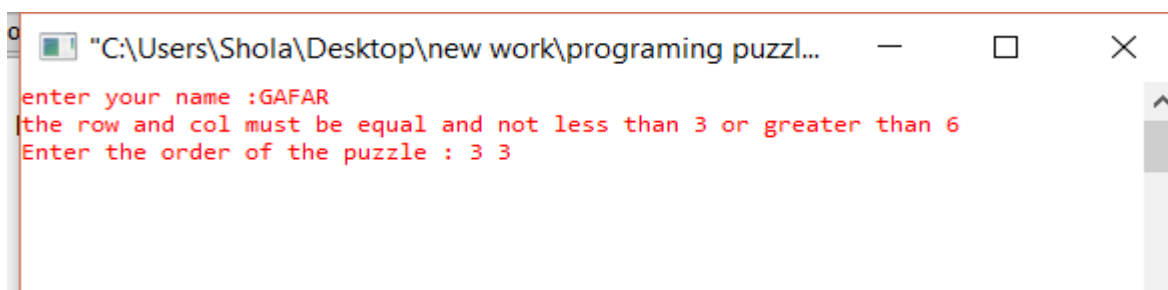 "C:\Users\Shola\Desktop\new work\programing puzzl...
enter your name :GAFAR
the row and col must be equal and not less than 3 or greater than 6
Enter the order of the puzzle : 3 3